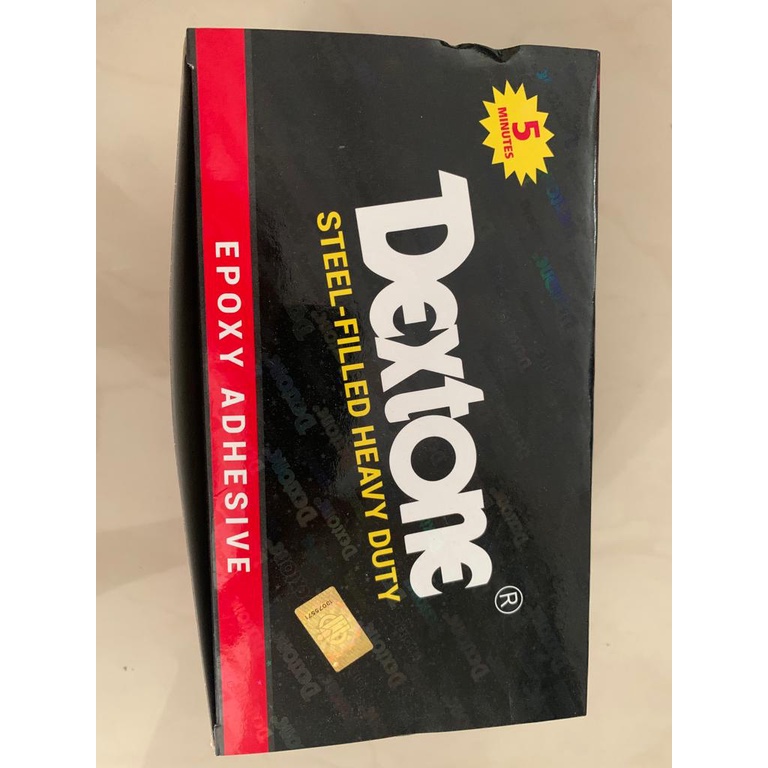 5
MINUTES
Dextone®
STEEL-FILLED HEAVY DUTY
EPOXY ADHESIVE